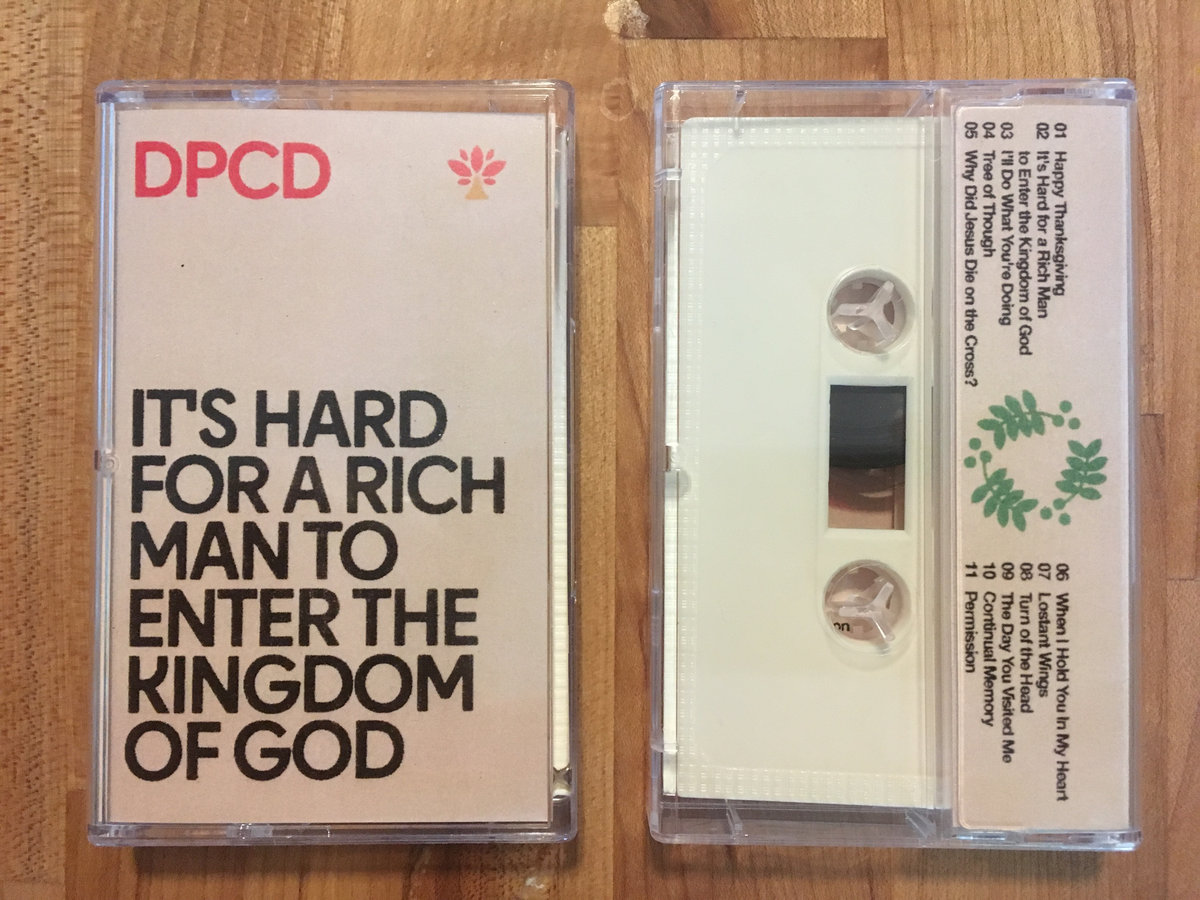 DPCD
IT'S HARD
FOR A RICH
MAN TO
ENTER THE
KINGDOM
OF GOD
01 Happy Thanksgiving
02 It's Hard for a Rich Man
to Enter the Kingdom of God
03 I'll Do What You're Doing
04 Tree of Though
05 Why Did Jesus Die on the Cross?
06 When I Hold You In My Heart
07 Lostant Wings
08 Turn of the Head
09 The Day You Visited Me
10 Continual Memory
11 Permission